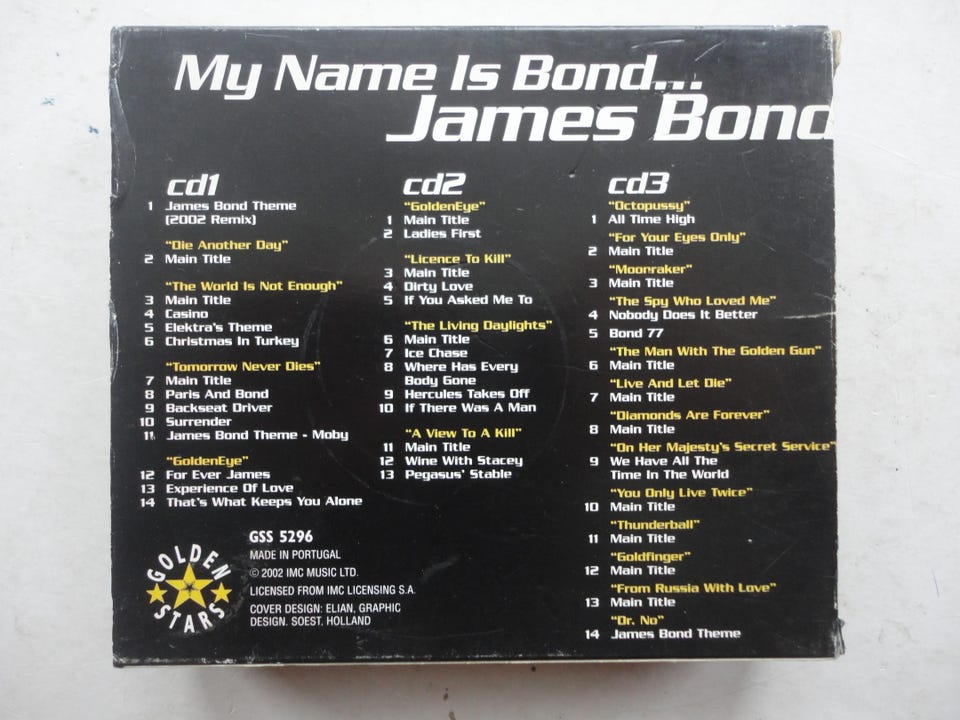 My Name Is Bond...
James Bond
cd1
1 James Bond Theme
(2002 Remix)
"Die Another Day"
2 Main Title
"The World Is Not Enough"
3 Main Title
4 Casino
5 Elektra's Theme
6 Christmas In Turkey
"Tomorrow Never Dies"
7 Main Title
8 Paris And Bond
9 Backseat Driver
10 Surrender
11 James Bond Theme - Moby
"GoldenEye"
12 For Ever James
13 Experience Of Love
14 That's What Keeps You Alone
cd2
"GoldenEye"
1 Main Title
2 Ladies First
"Licence To Kill"
3 Main Title
4 Dirty Love
5 If You Asked Me To
"The Living Daylights"
6 Main Title
7 Ice Chase
8 Where Has Every
Body Gone
9 Hercules Takes Off
10 If There Was A Man
"A View To A Kill"
11 Main Title
12 Wine With Stacey
13 Pegasus' Stable
cd3
"Octopussy"
1 All Time High
"For Your Eyes Only"
2 Main Title
"Moonraker"
3 Main Title
"The Spy Who Loved Me"
4 Nobody Does It Better
5 Bond 77
"The Man With The Golden Gun"
6 Main Title
"Live And Let Die"
7 Main Title
"Diamonds Are Forever"
8 Main Title
"On Her Majesty's Secret Service"
9 We Have All The
Time In The World
"You Only Live Twice"
10 Main Title
"Thunderball"
11 Main Title
"Goldfinger"
12 Main Title
"From Russia With Love"
13 Main Title
"Dr. No"
14 James Bond Theme
GOLDEN
STARS
GSS 5296
MADE IN PORTUGAL
© 2002 IMC MUSIC LTD.
LICENSED FROM IMC LICENSING S.A.
COVER DESIGN: ELIAN, GRAPHIC
DESIGN. SOEST, HOLLAND